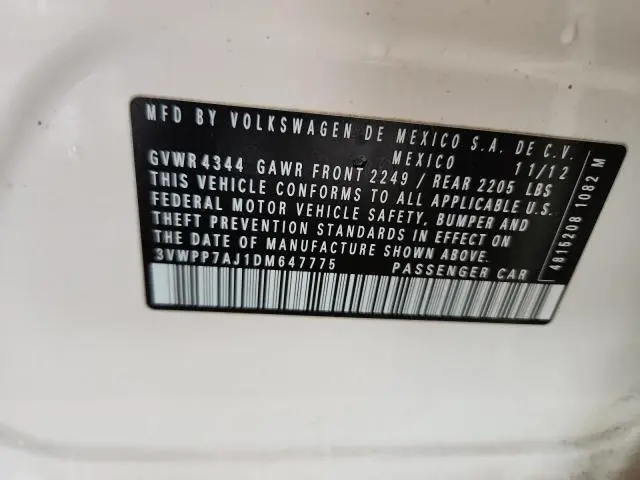 MFD BY VOLKSWAGEN DE MEXICO S.A. DE C.V.
MEXICO 11/12
GVWR 4344 GAWR FRONT 2249 / REAR 2205 LBS
THIS VEHICLE CONFORMS TO ALL APPLICABLE U.S.
FEDERAL MOTOR VEHICLE SAFETY, BUMPER AND
THEFT PREVENTION STANDARDS IN EFFECT ON
THE DATE OF MANUFACTURE SHOWN ABOVE.
3VWPP7AJ1DM647775 PASSENGER CAR
4815208 1082 M